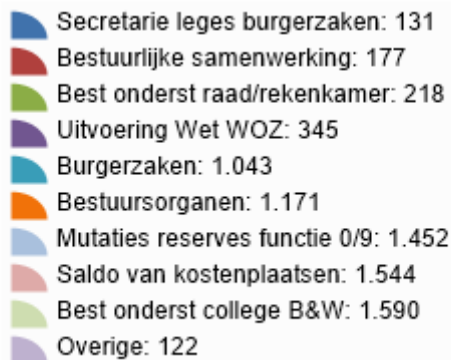 Secretarie leges burgerzaken: 131
Bestuurlijke samenwerking: 177
Best onderst raad/rekenkamer: 218
Uitvoering Wet WOZ: 345
Burgerzaken: 1.043
Bestuursorganen: 1.171
Mutaties reserves functie 0/9: 1.452
Saldo van kostenplaatsen: 1.544
Best onderst college B&W: 1.590
Overige: 122